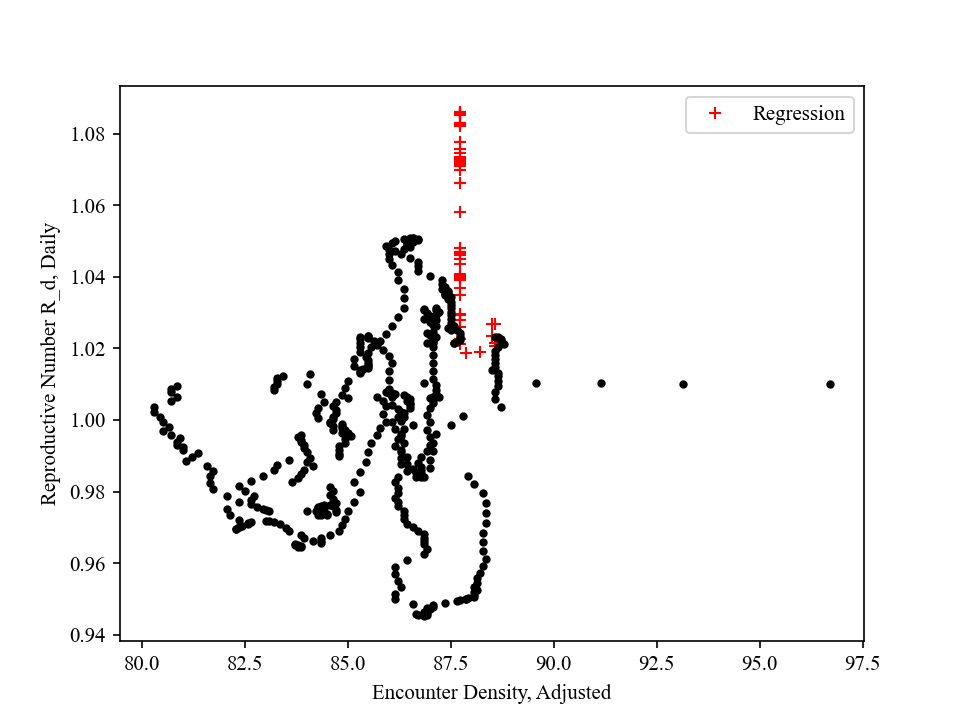 Regression
1.08
1.06
1.04
1.02
1.00
0.98
0.96
0.94
Reproductive Number R_d, Daily
80.0 82.5 85.0 87.5 90.0 92.5 95.0 97.5
Encounter Density, Adjusted